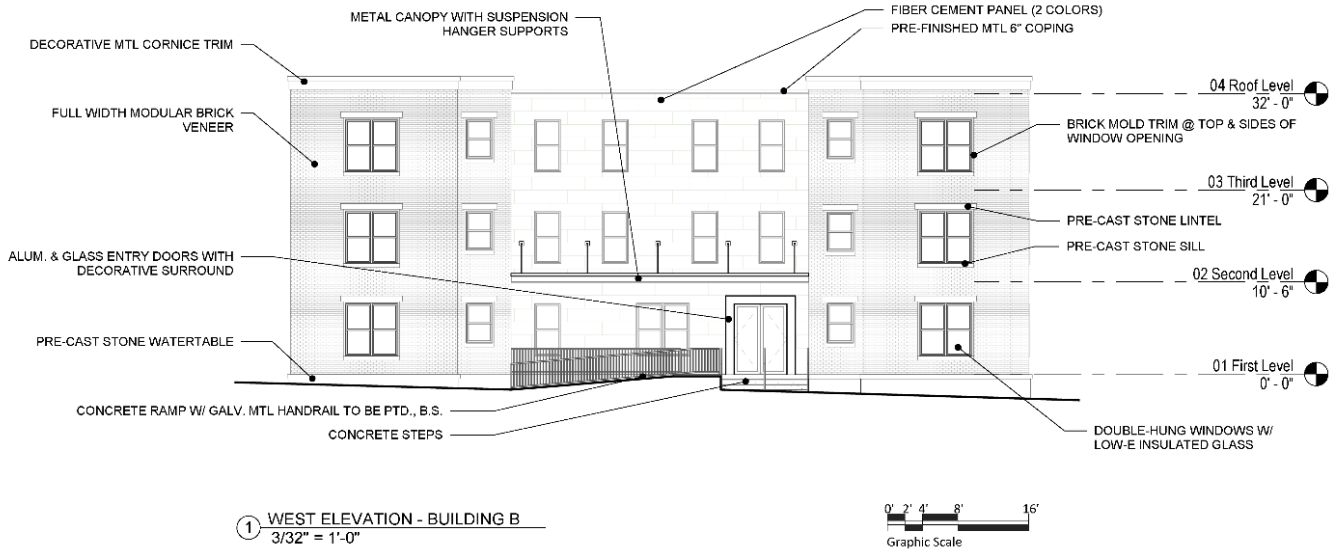 METAL CANOPY WITH SUSPENSION
HANGER SUPPORTS
FIBER CEMENT PANEL (2 COLORS)
PRE-FINISHED MTL 6" COPING
DECORATIVE MTL CORNICE TRIM
FULL WIDTH MODULAR BRICK
VENEER
04 Roof Level
32' - 0"
BRICK MOLD TRIM @ TOP & SIDES OF
WINDOW OPENING
03 Third Level
21' - 0"
PRE-CAST STONE LINTEL
PRE-CAST STONE SILL
ALUM. & GLASS ENTRY DOORS WITH
DECORATIVE SURROUND
02 Second Level
10' - 6"
PRE-CAST STONE WATERTABLE
01 First Level
0' - 0"
CONCRETE RAMP W/ GALV. MTL HANDRAIL TO BE PTD., B.S.
CONCRETE STEPS
DOUBLE-HUNG WINDOWS W/
LOW-E INSULATED GLASS
1 WEST ELEVATION - BUILDING B
3/32" = 1'-0"
0' 2' 4' 8' 16'
Graphic Scale